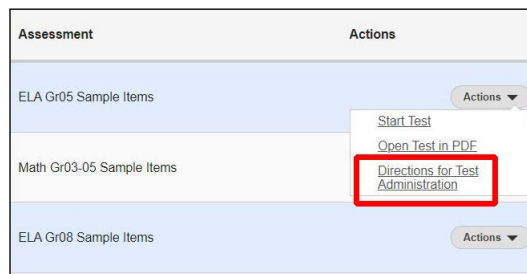 Assessment Actions
ELA Gr05 Sample Items Actions
Start Test
Open Test in PDF
Math Gr03-05 Sample Items
Directions for Test
Administration
ELA Gr08 Sample Items Actions